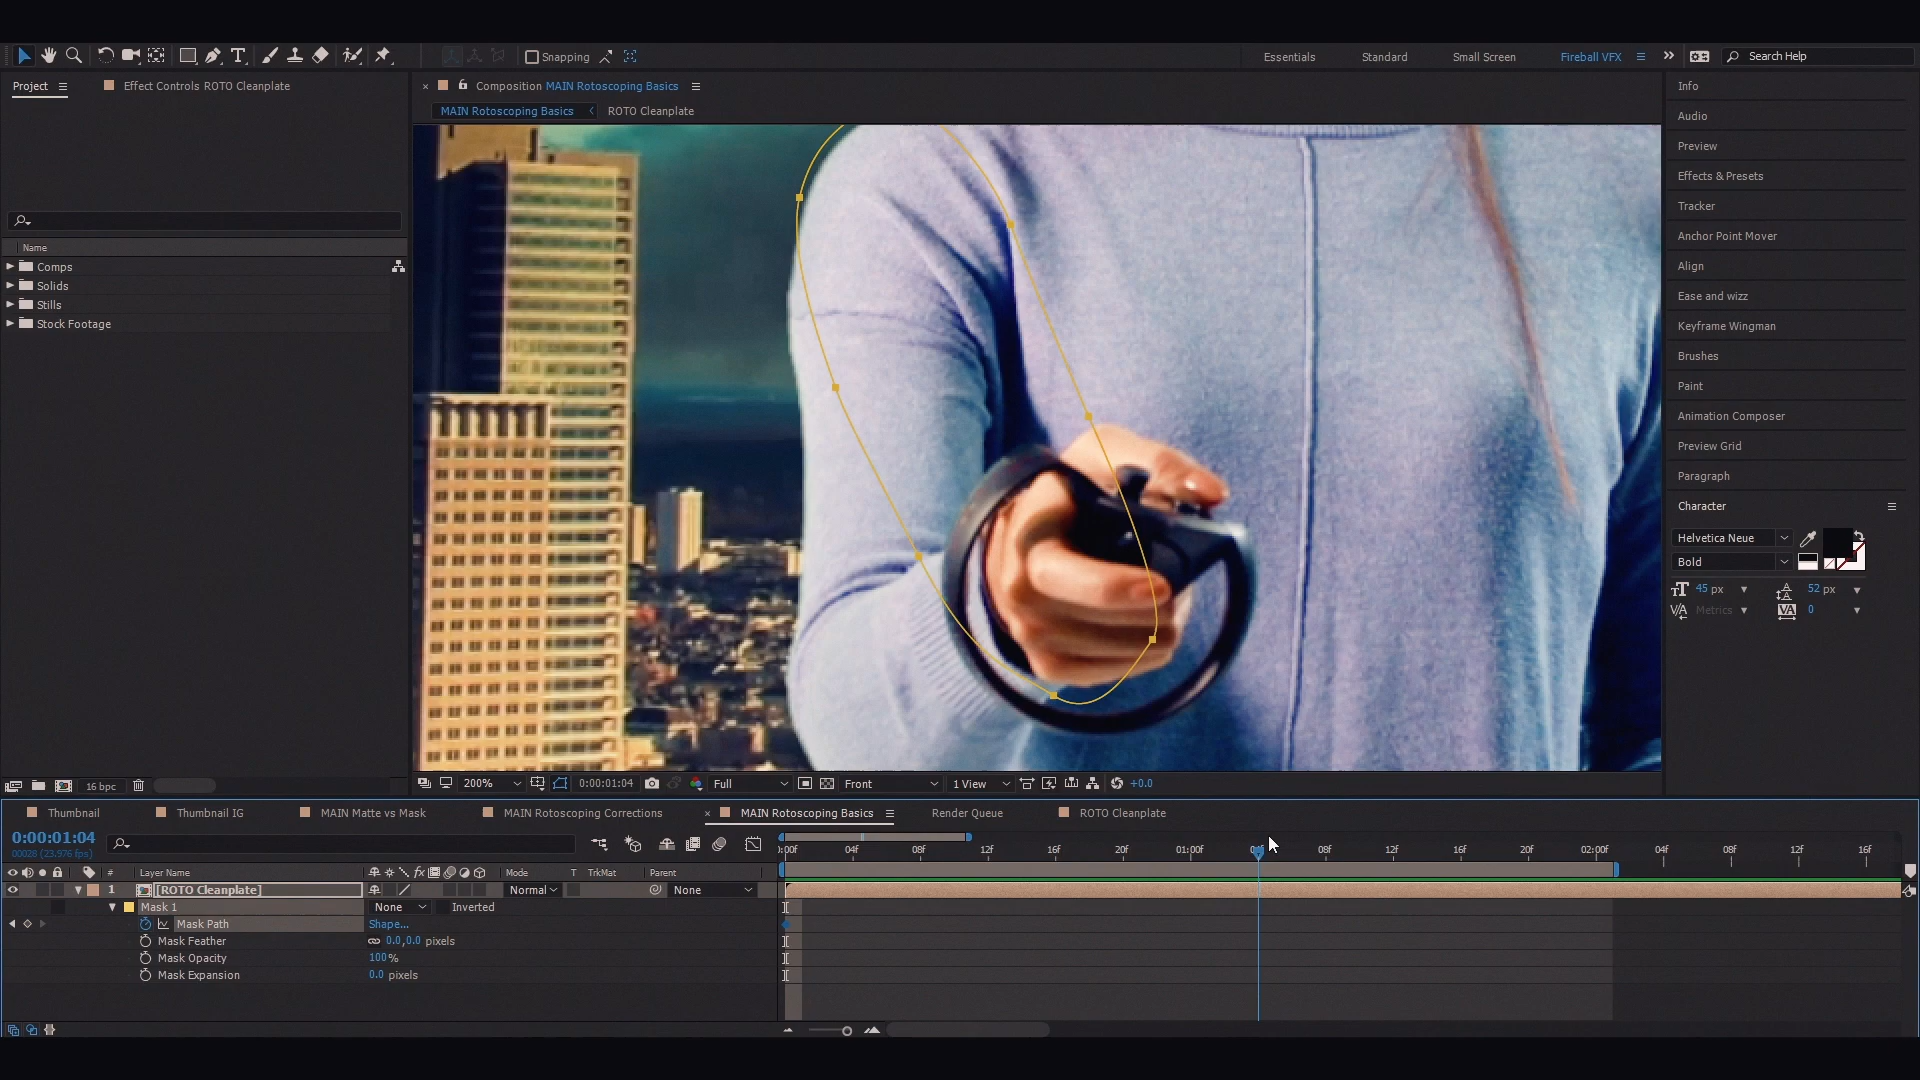 Snapping
Essentials
Standard
Small Screen
Fireball VFX
Search Help
Project
Effect Controls ROTO Cleanplate
Composition MAIN Rotoscoping Basics
MAIN Rotoscoping Basics
ROTO Cleanplate
Name
Comps
Solids
Stills
Stock Footage
Info
Audio
Preview
Effects & Presets
Tracker
Anchor Point Mover
Align
Ease and wizz
Keyframe Wingman
Brushes
Paint
Animation Composer
Preview Grid
Paragraph
Character
Helvetica Neue
Bold
45 px
52 px
Metrics
0
16 bpc
200%
0:00:01:04
Full
Front
1 View
+0.0
Thumbnail
Thumbnail IG
MAIN Matte vs Mask
MAIN Rotoscoping Corrections
MAIN Rotoscoping Basics
Render Queue
ROTO Cleanplate
0:00:01:04
00028 (23.976 fps)
:00f 04f 08f 12f 16f 20f 01:00f 04f 08f 12f 16f 20f 02:00f 04f 08f 12f 16f
# Layer Name Mode T TrkMat Parent
1 [ROTO Cleanplate] Normal None
Mask 1 None Inverted
Mask Path Shape...
Mask Feather 0.0,0.0 pixels
Mask Opacity 100%
Mask Expansion 0.0 pixels